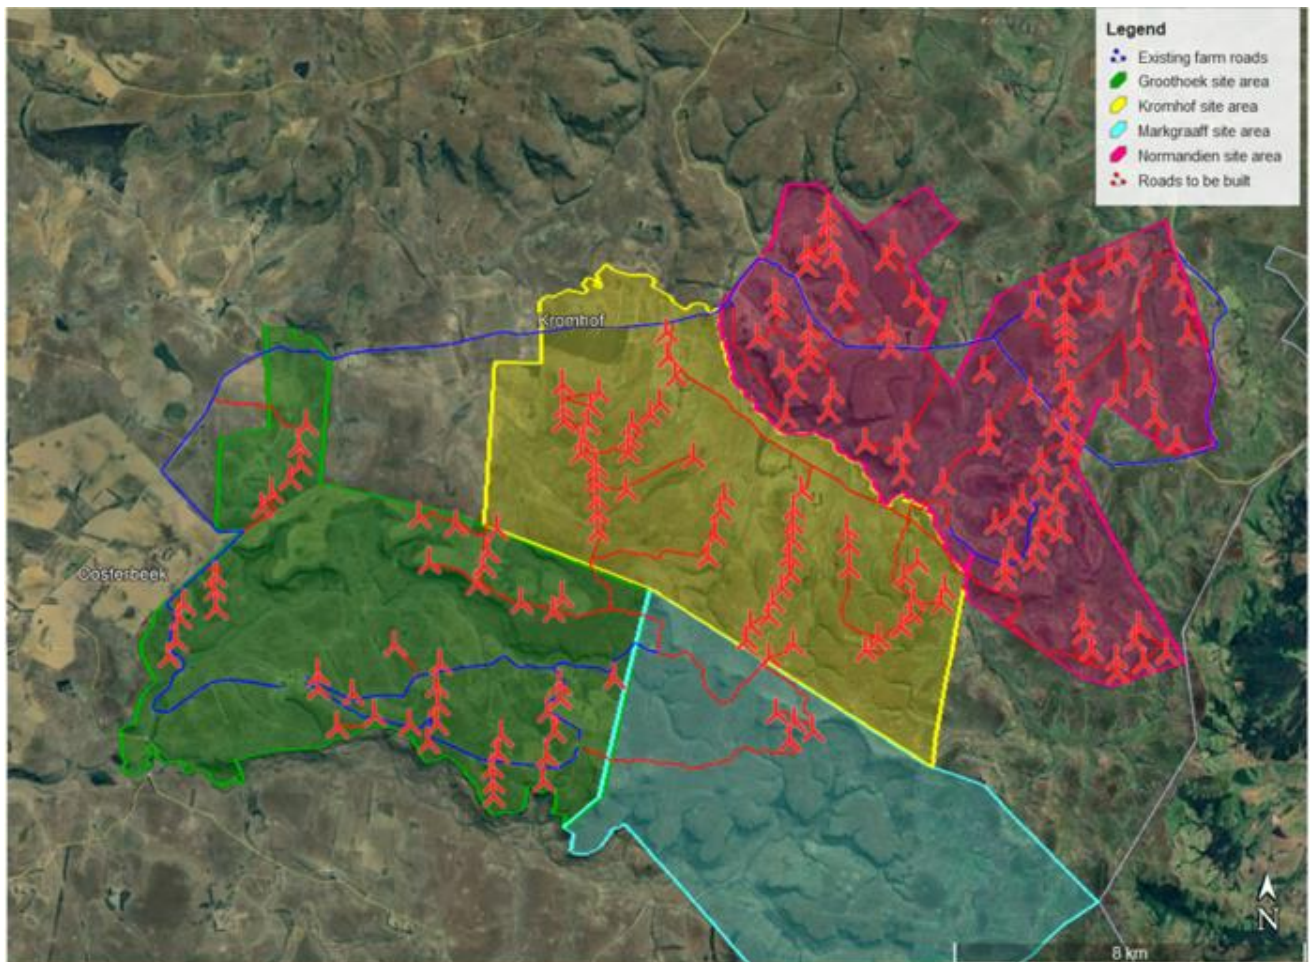 Legend
Existing farm roads
Groothoek site area
Kromhof site area
Markgraaff site area
Normandien site area
Roads to be built
Kromhof
Oosterbeek
N
8 km